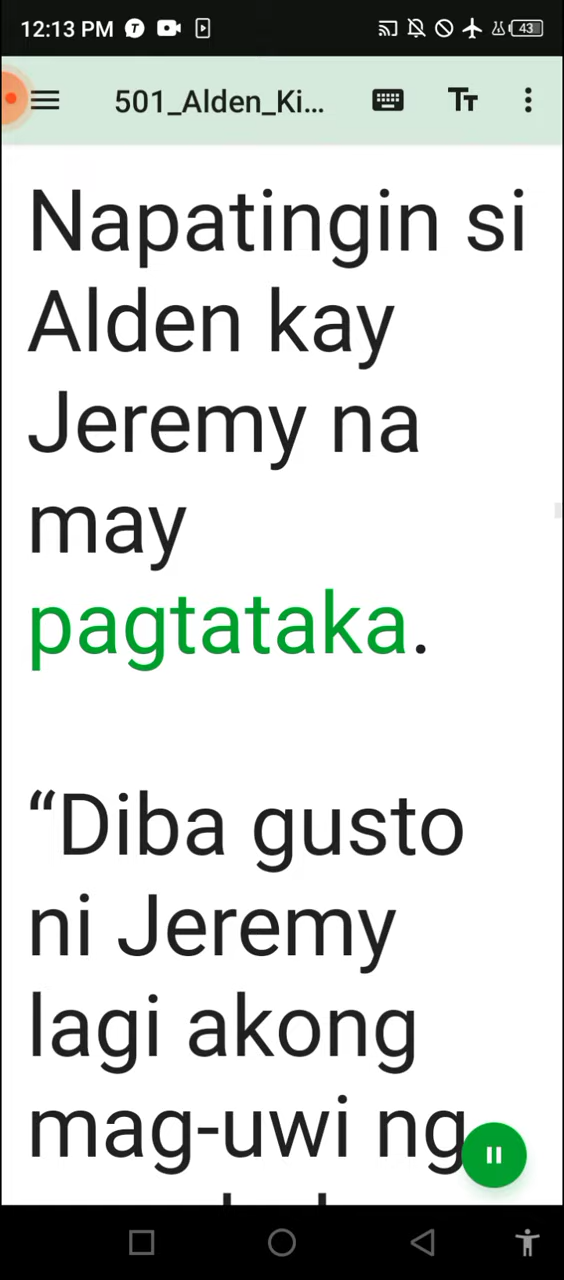 12:13 PM
43
501_Alden_Ki...
Napatingin si
Alden kay
Jeremy na
may
pagtataka.
“Diba gusto
ni Jeremy
lagi akong
mag-uwi ng